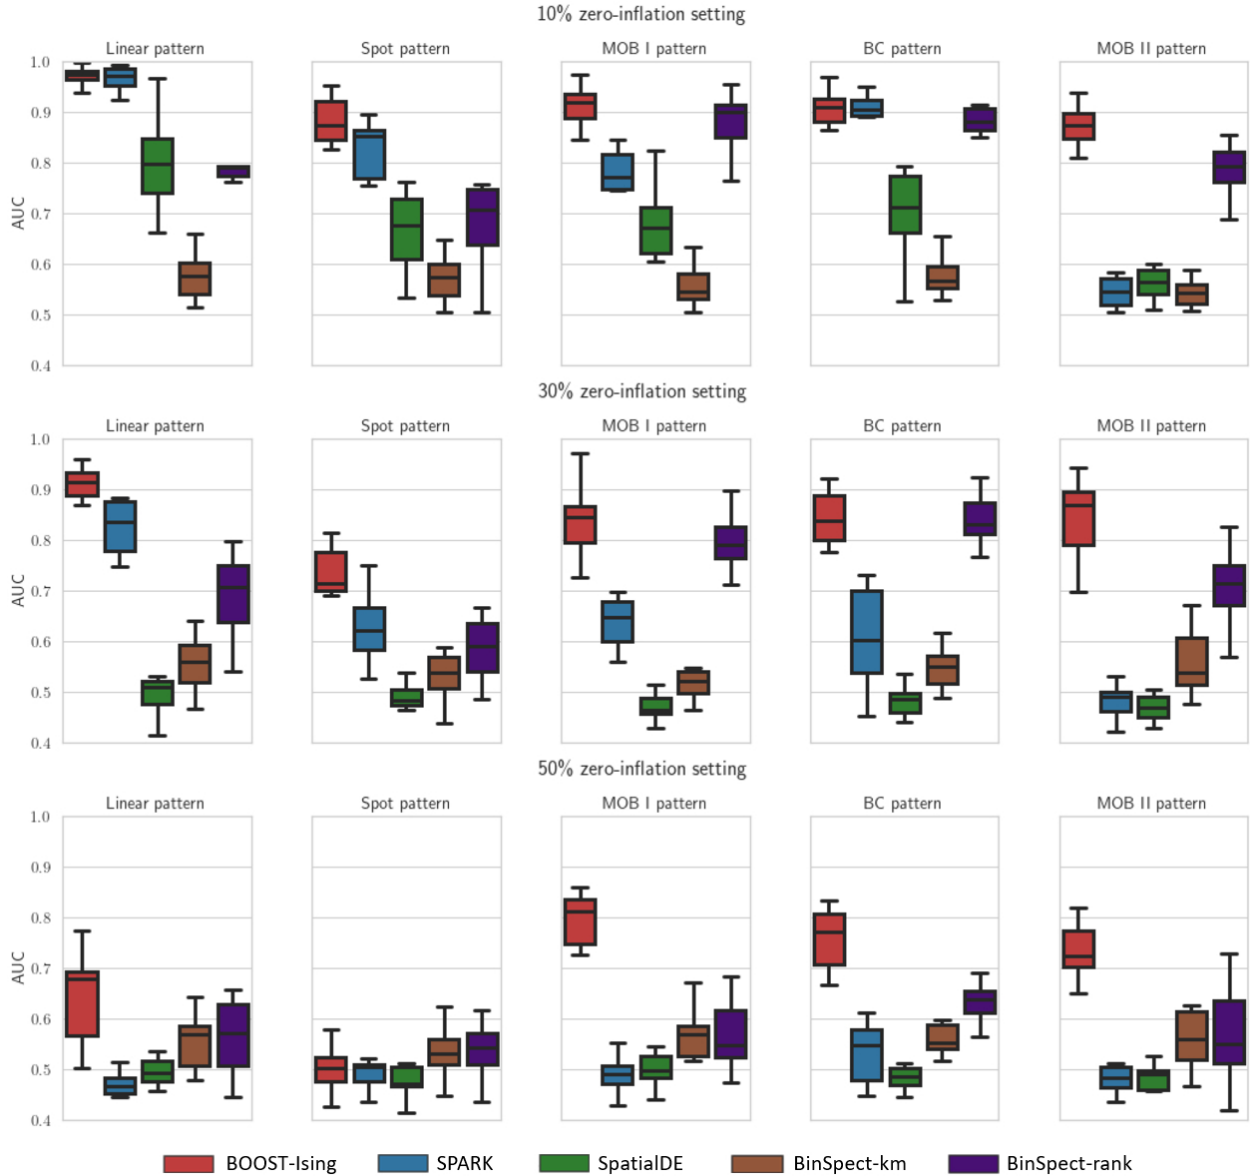 10% zero-inflation setting
Linear pattern Spot pattern MOB I pattern BC pattern MOB II pattern
1.0
0.9
0.8
0.7
0.6
0.5
0.4
AUC
30% zero-inflation setting
Linear pattern Spot pattern MOB I pattern BC pattern MOB II pattern
1.0
0.9
0.8
0.7
0.6
0.5
0.4
AUC
50% zero-inflation setting
Linear pattern Spot pattern MOB I pattern BC pattern MOB II pattern
1.0
0.9
0.8
0.7
0.6
0.5
0.4
AUC
BOOST-Ising SPARK SpatialDE BinSpect-km BinSpect-rank